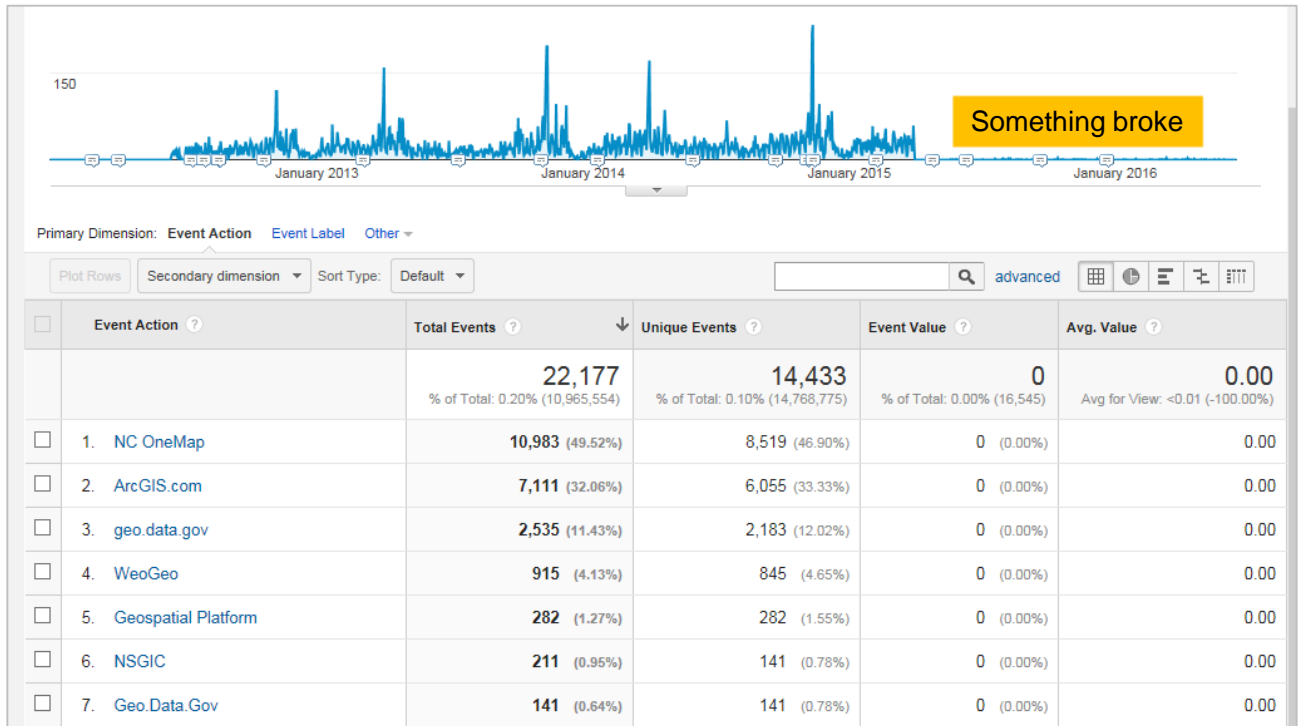 150
Something broke
January 2013 January 2014 January 2015 January 2016
Primary Dimension: Event Action Event Label Other
Plot Rows Secondary dimension Sort Type: Default advanced
Event Action ? Total Events ? Unique Events ? Event Value ? Avg. Value ?
22,177 14,433 0 0.00
% of Total: 0.20% (10,965,554) % of Total: 0.10% (14,768,775) % of Total: 0.00% (16,545) Avg for View: <0.01 (-100.00%)
1. NC OneMap 10,983 (49.52%) 8,519 (46.90%) 0 (0.00%) 0.00
2. ArcGIS.com 7,111 (32.06%) 6,055 (33.33%) 0 (0.00%) 0.00
3. geo.data.gov 2,535 (11.43%) 2,183 (12.02%) 0 (0.00%) 0.00
4. WeoGeo 915 (4.13%) 845 (4.65%) 0 (0.00%) 0.00
5. Geospatial Platform 282 (1.27%) 282 (1.55%) 0 (0.00%) 0.00
6. NSGIC 211 (0.95%) 141 (0.78%) 0 (0.00%) 0.00
7. Geo.Data.Gov 141 (0.64%) 141 (0.78%) 0 (0.00%) 0.00